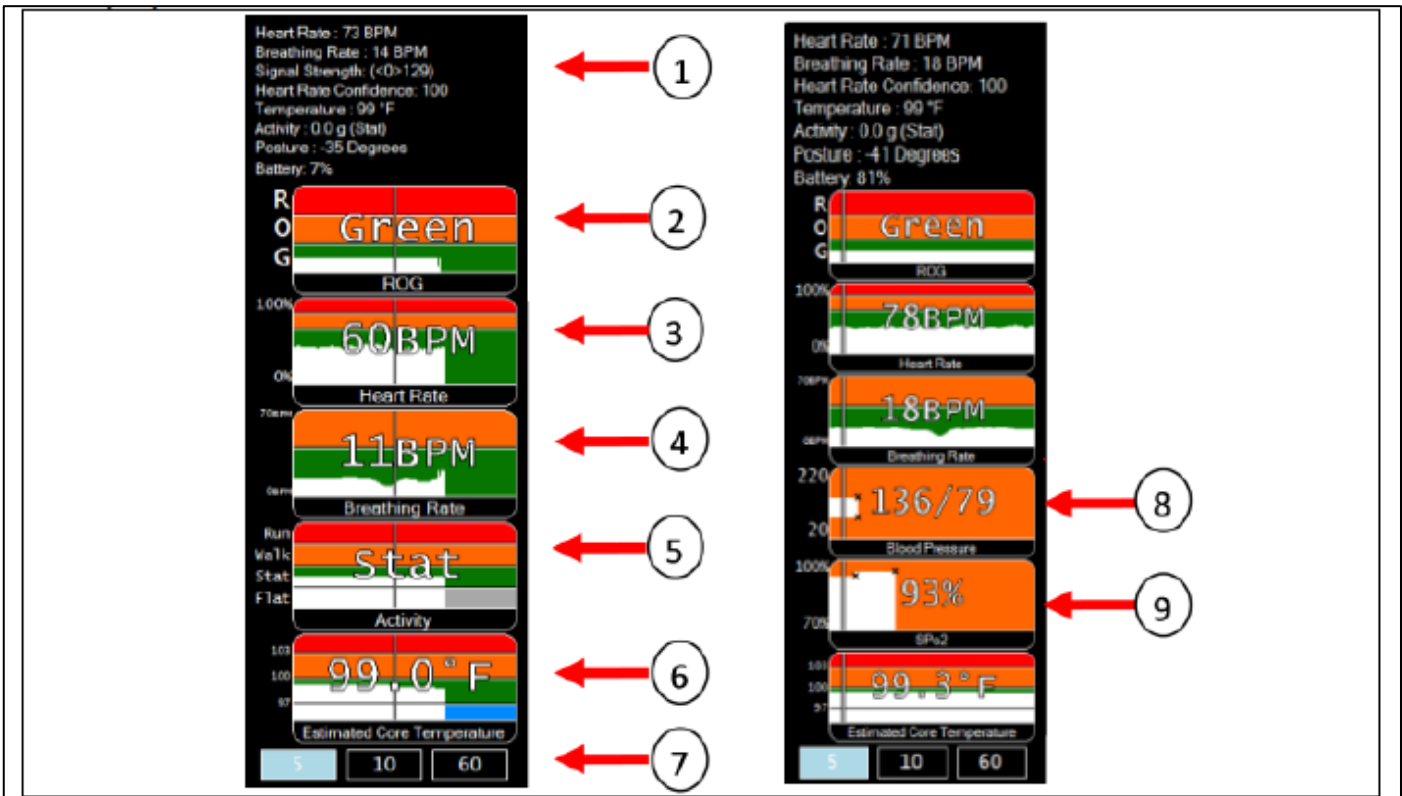 Heart Rate : 73 BPM
Breathing Rate : 14 BPM
Signal Strength: (<0>129)
Heart Rate Confidence: 100
Temperature : 99 °F
Activity : 0.0 g (Stat)
Posture : -35 Degrees
Battery: 7%
R
O
G
Green
ROG
100%
60BPM
0%
Heart Rate
70BPM
11BPM
0BPM
Breathing Rate
Run
Walk
Stat
Flat
Stat
Activity
103
100
97
99.0°F
Estimated Core Temperature
5 10 60
1
2
3
4
5
6
7
Heart Rate : 71 BPM
Breathing Rate : 18 BPM
Heart Rate Confidence: 100
Temperature : 99 °F
Activity : 0.0 g (Stat)
Posture : -41 Degrees
Battery: 81%
R
O
G
Green
ROG
100%
78BPM
0%
Heart Rate
70BPM
18BPM
0BPM
Breathing Rate
220
136/79
20
Blood Pressure
100%
93%
70%
SPo2
103
100
97
99.3°F
Estimated Core Temperature
5 10 60
8
9